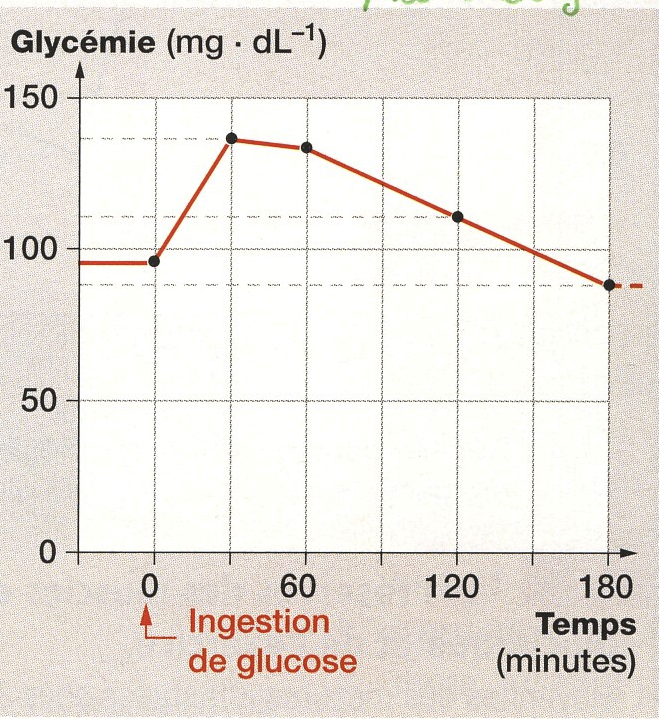 Glycémie (mg · dL⁻¹)
150
100
50
0
0 60 120 180
Ingestion
de glucose
Temps
(minutes)